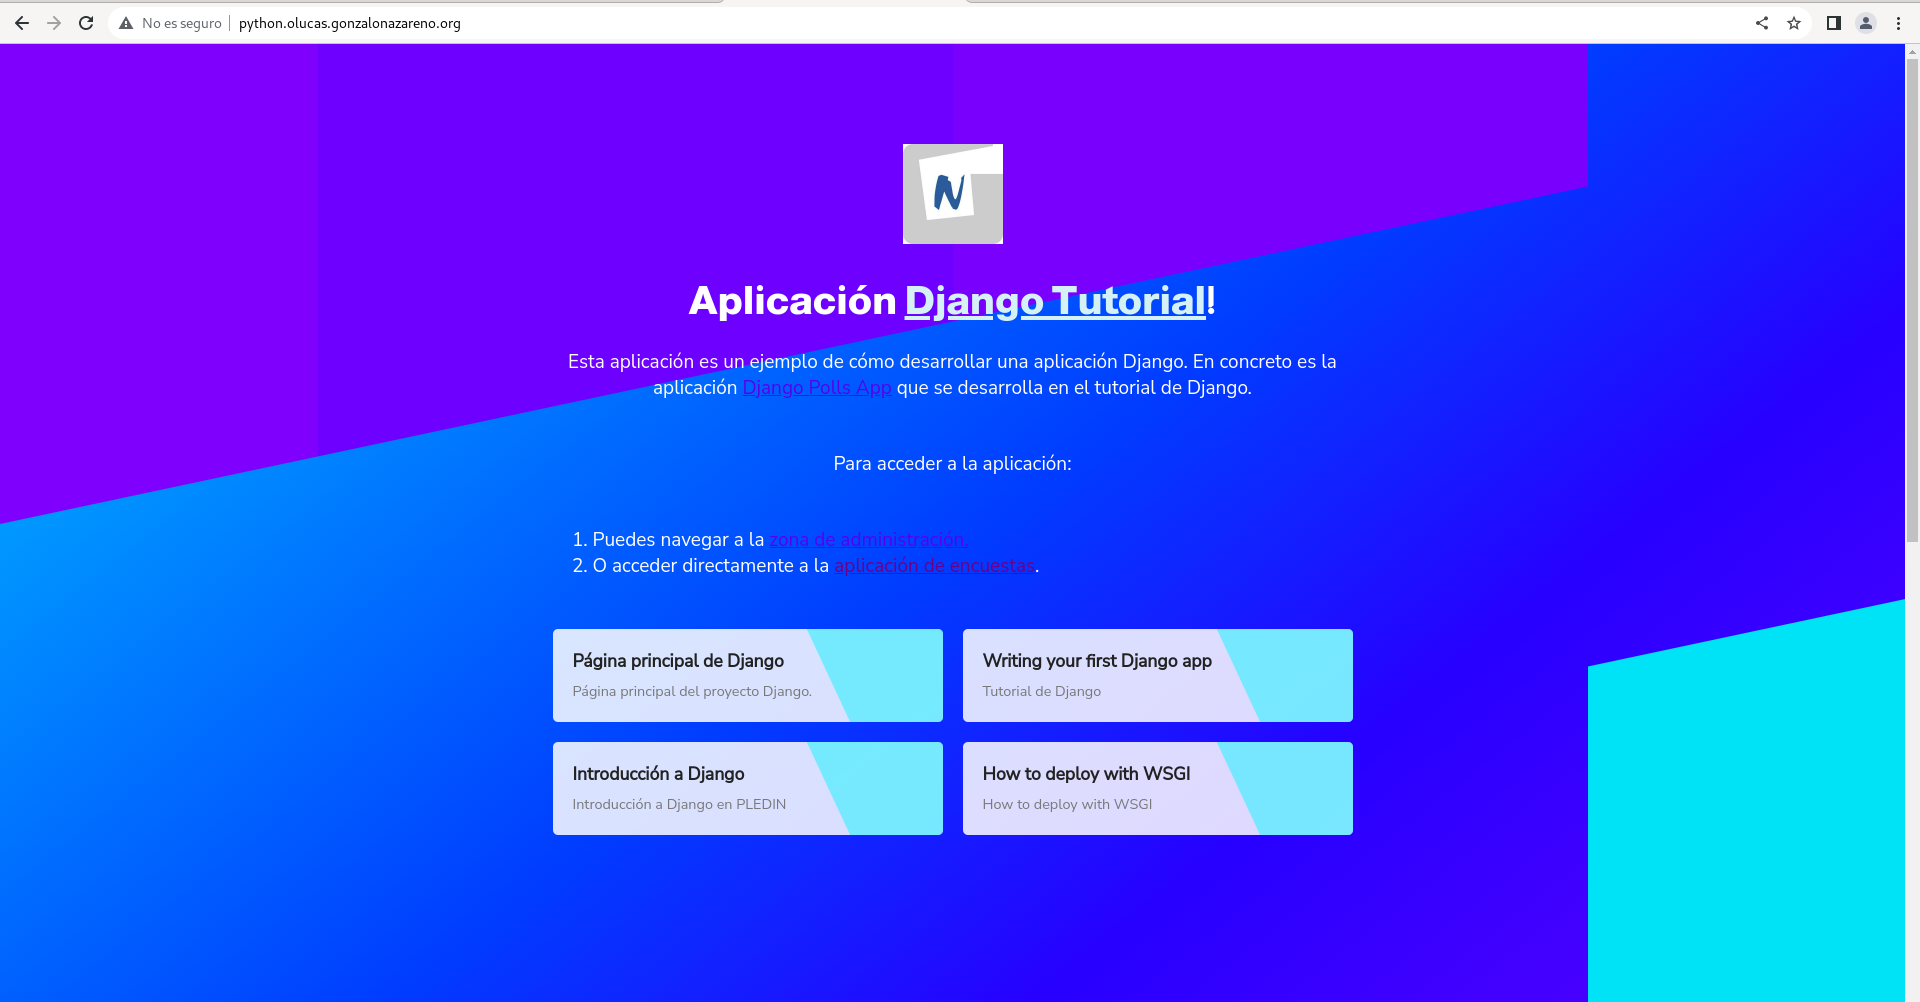 No es seguro | python.olucas.gonzalonazareno.org
N
Aplicación Django Tutorial!
Esta aplicación es un ejemplo de cómo desarrollar una aplicación Django. En concreto es la
aplicación Django Polls App que se desarrolla en el tutorial de Django.
Para acceder a la aplicación:
1. Puedes navegar a la zona de administración.
2. O acceder directamente a la aplicación de encuestas.
Página principal de Django
Página principal del proyecto Django.
Writing your first Django app
Tutorial de Django
Introducción a Django
Introducción a Django en PLEDIN
How to deploy with WSGI
How to deploy with WSGI